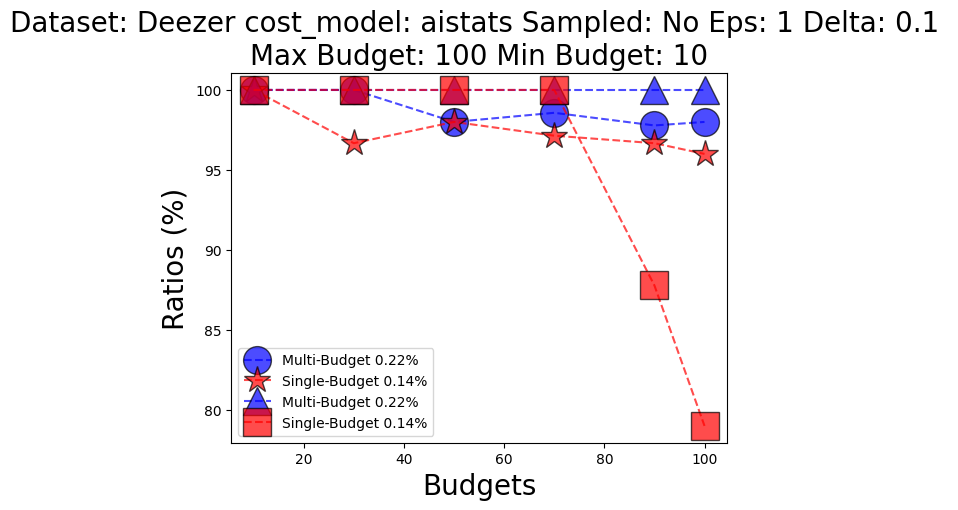 Dataset: Deezer cost_model: aistats Sampled: No Eps: 1 Delta: 0.1
Max Budget: 100 Min Budget: 10
Ratios (%)
100
95
90
85
80
Multi-Budget 0.22%
Single-Budget 0.14%
Multi-Budget 0.22%
Single-Budget 0.14%
20 40 60 80 100
Budgets